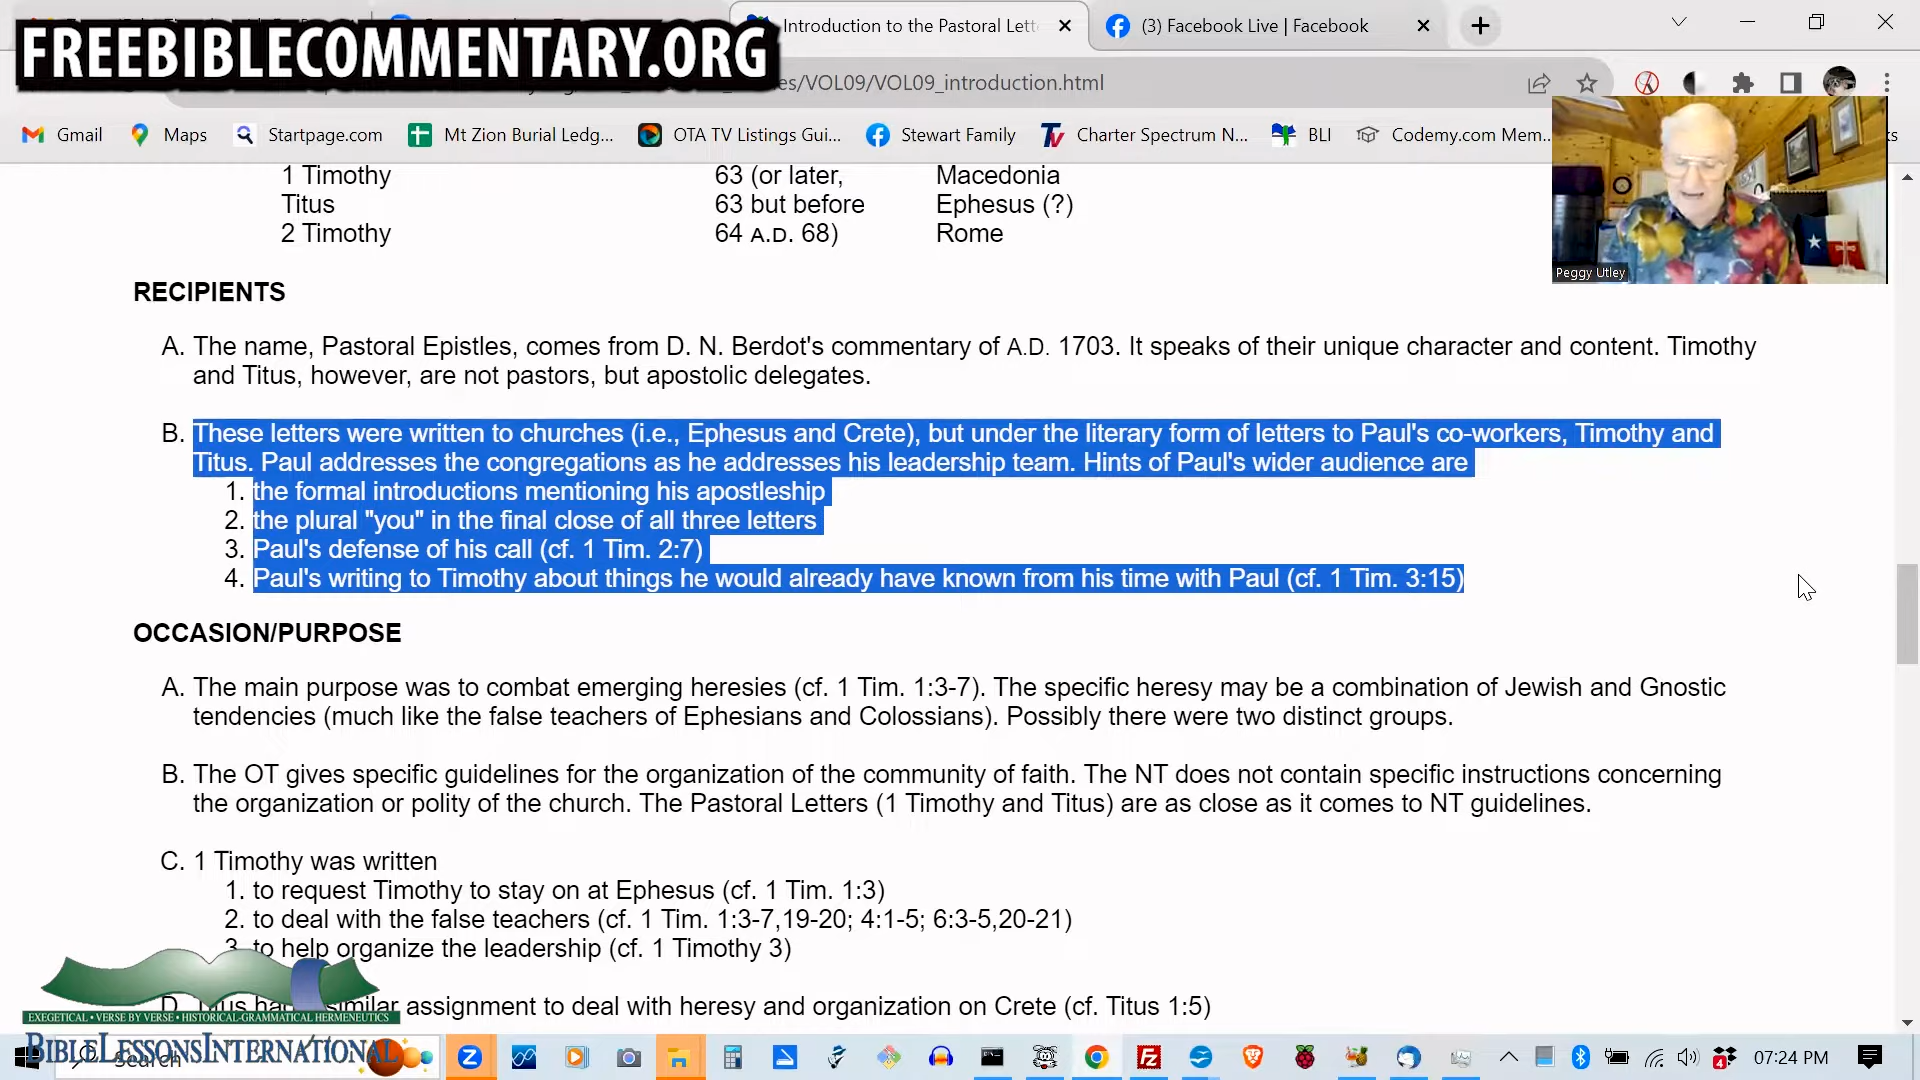 Introduction to the Pastoral Lett
(3) Facebook Live | Facebook
FREEBIBLECOMMENTARY.ORG
es/VOL09/VOL09_introduction.html
Gmail
Maps
Startpage.com
Mt Zion Burial Ledg...
OTA TV Listings Gui...
Stewart Family
Charter Spectrum N...
BLI
Codemy.com Mem...
ks
1 Timothy 63 (or later, Macedonia
Titus 63 but before Ephesus (?)
2 Timothy 64 A.D. 68) Rome
Peggy Utley
RECIPIENTS
A. The name, Pastoral Epistles, comes from D. N. Berdot's commentary of A.D. 1703. It speaks of their unique character and content. Timothy
and Titus, however, are not pastors, but apostolic delegates.
B. These letters were written to churches (i.e., Ephesus and Crete), but under the literary form of letters to Paul's co-workers, Timothy and
Titus. Paul addresses the congregations as he addresses his leadership team. Hints of Paul's wider audience are
1. the formal introductions mentioning his apostleship
2. the plural "you" in the final close of all three letters
3. Paul's defense of his call (cf. 1 Tim. 2:7)
4. Paul's writing to Timothy about things he would already have known from his time with Paul (cf. 1 Tim. 3:15)
OCCASION/PURPOSE
A. The main purpose was to combat emerging heresies (cf. 1 Tim. 1:3-7). The specific heresy may be a combination of Jewish and Gnostic
tendencies (much like the false teachers of Ephesians and Colossians). Possibly there were two distinct groups.
B. The OT gives specific guidelines for the organization of the community of faith. The NT does not contain specific instructions concerning
the organization or polity of the church. The Pastoral Letters (1 Timothy and Titus) are as close as it comes to NT guidelines.
C. 1 Timothy was written
1. to request Timothy to stay on at Ephesus (cf. 1 Tim. 1:3)
2. to deal with the false teachers (cf. 1 Tim. 1:3-7,19-20; 4:1-5; 6:3-5,20-21)
3. to help organize the leadership (cf. 1 Timothy 3)
D. Titus had similar assignment to deal with heresy and organization on Crete (cf. Titus 1:5)
EXEGETICAL • VERSE BY VERSE • HISTORICAL-GRAMMATICAL HERMENEUTICS
BIBLELESSONSINTERNATIONAL
Search
4
07:24 PM